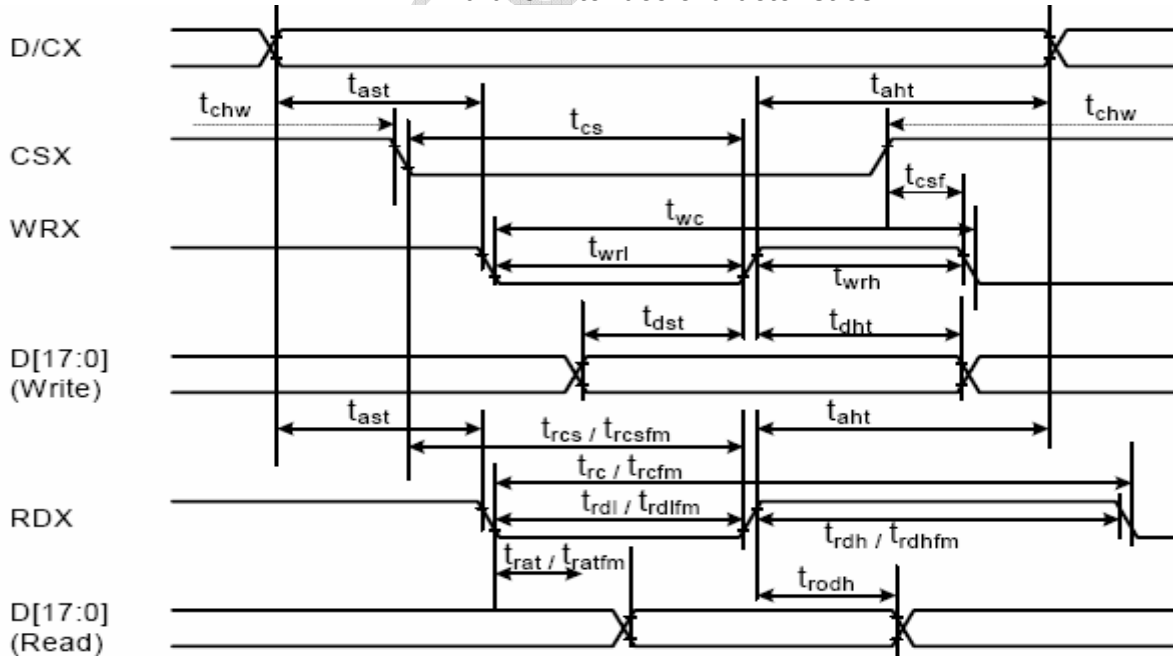 D/CX
t_ast
t_aht
t_chw
t_cs
t_chw
CSX
t_csf
t_wc
WRX
t_wrl
t_wrh
t_dst
t_dht
D[17:0]
(Write)
t_ast
t_rcs / t_rcsfm
t_aht
t_rc / t_rcfm
t_rdl / t_rdlfm
RDX
t_rdh / t_rdhfm
t_rat / t_ratfm
t_rodh
D[17:0]
(Read)